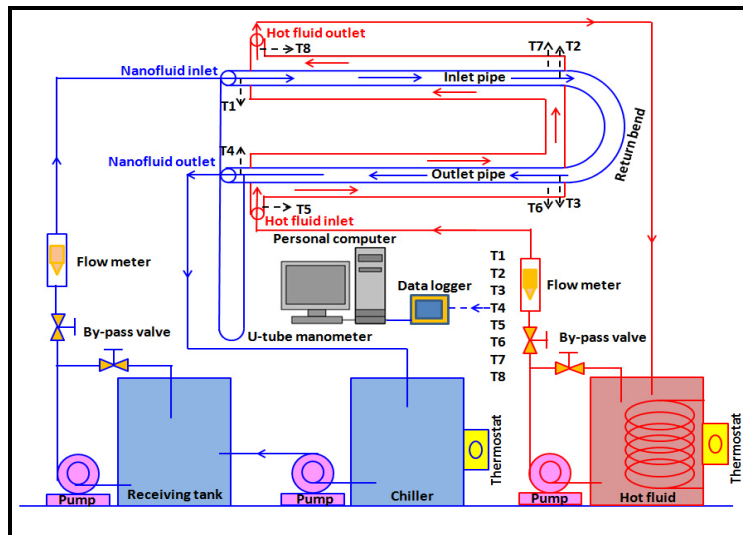 Hot fluid outlet
T8
T7
T2
Nanofluid inlet
Inlet pipe
T1
Return bend
T4
Nanofluid outlet
Outlet pipe
T5
T6
T3
Hot fluid inlet
Personal computer
T1
T2
T3
T4
T5
T6
T7
T8
Flow meter
Data logger
Flow meter
By-pass valve
U-tube manometer
By-pass valve
Thermostat
Thermostat
Pump
Receiving tank
Pump
Chiller
Pump
Hot fluid